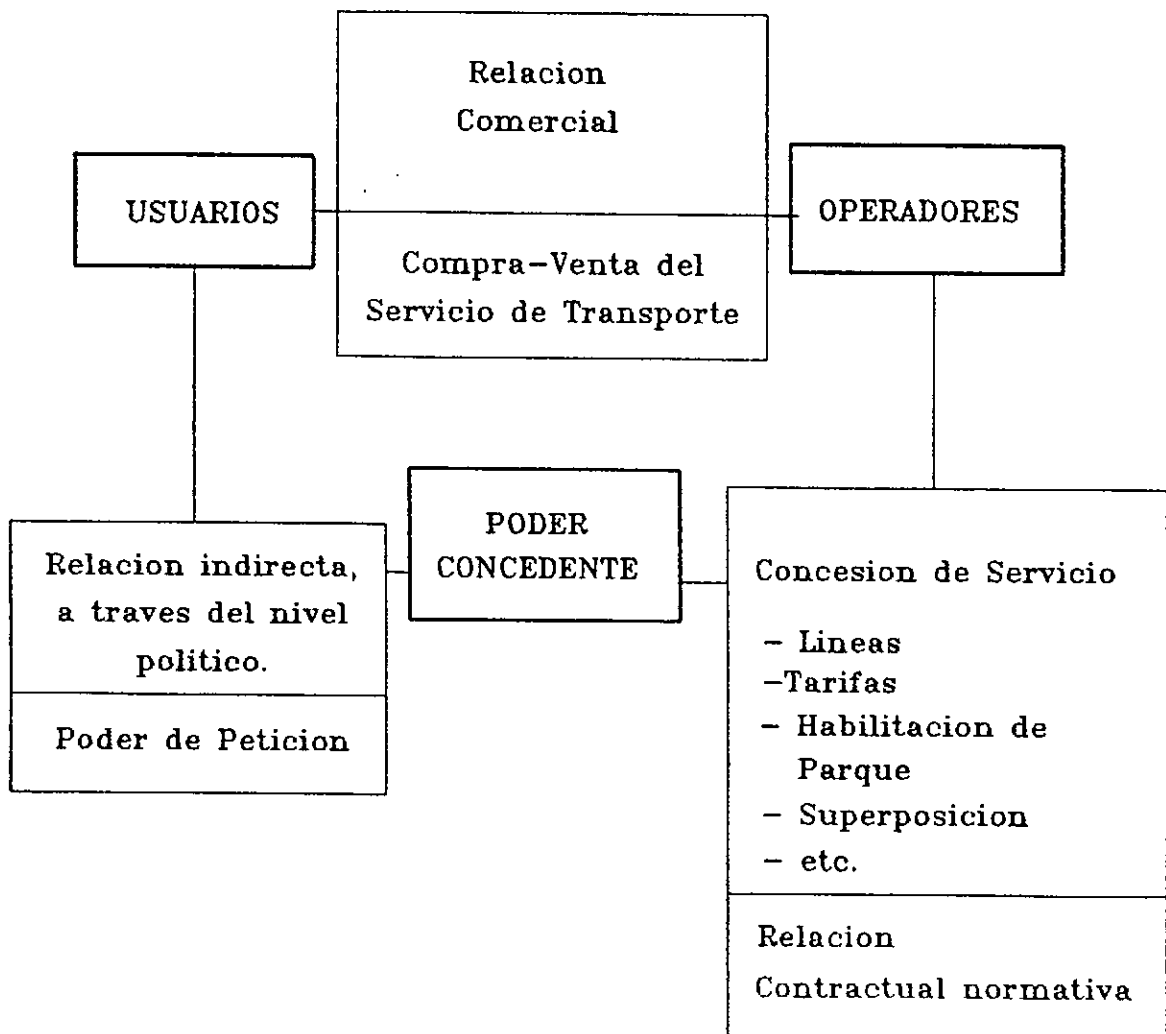 Relacion
Comercial
USUARIOS
OPERADORES
Compra-Venta del
Servicio de Transporte
PODER
CONCEDENTE
Relacion indirecta,
a traves del nivel
politico.
Poder de Peticion
Concesion de Servicio
- Lineas
-Tarifas
- Habilitacion de
Parque
- Superposicion
- etc.
Relacion
Contractual normativa